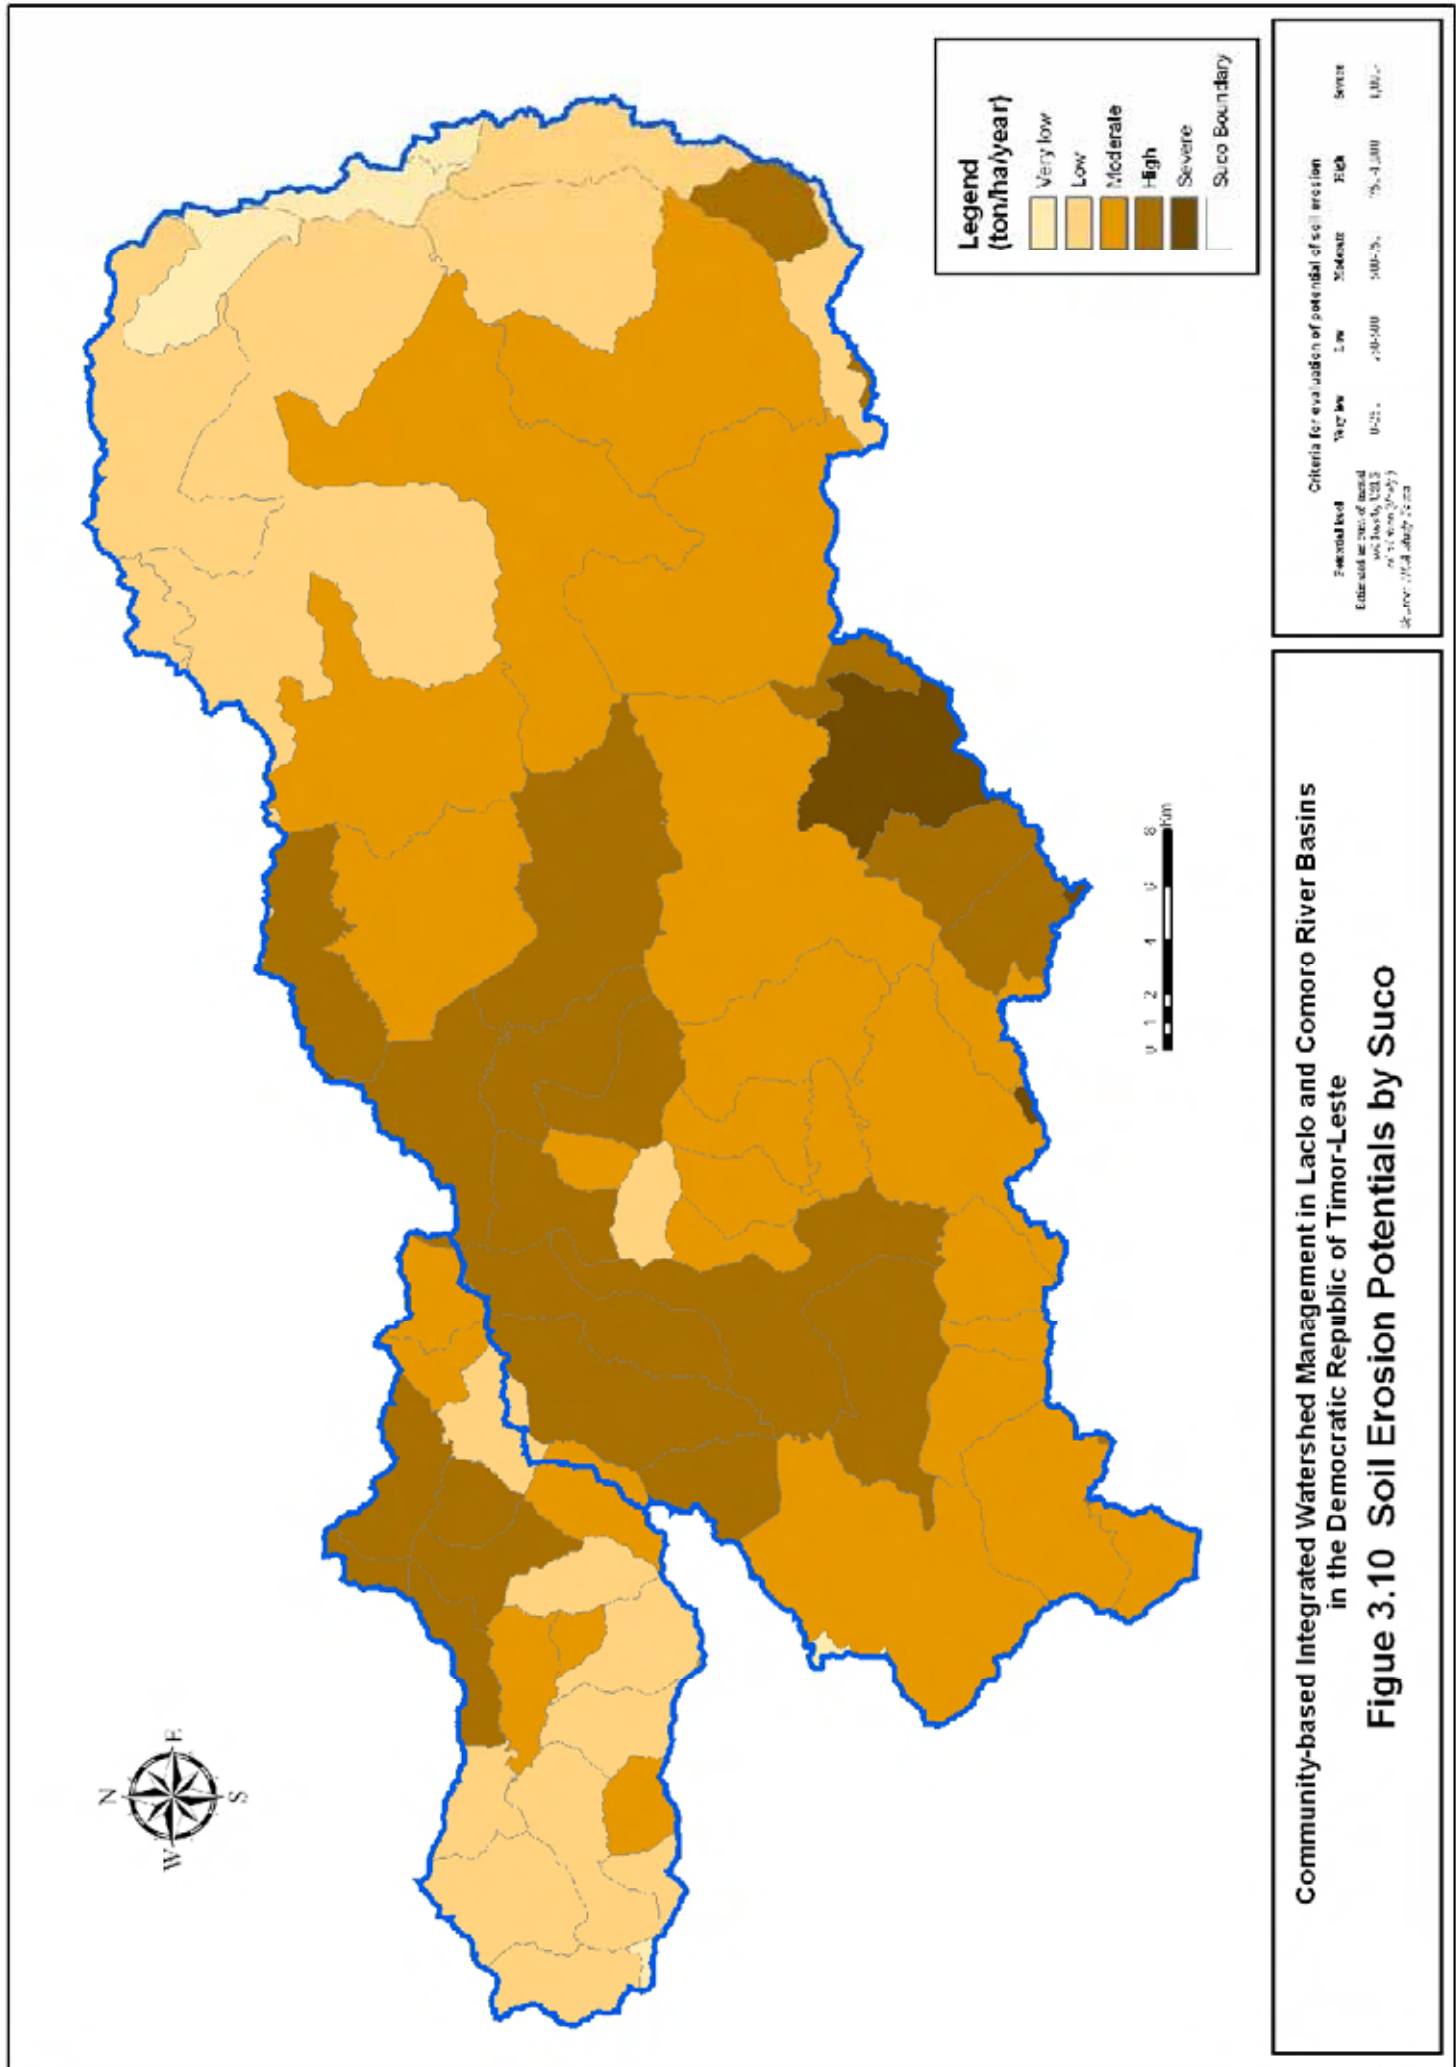 N
W
E
S
Legend
(ton/ha/year)
Very low
Low
Moderate
High
Severe
Suco Boundary
0 1 2 4 6 8
Km
Criteria for evaluation of potential of soil erosion
Potential level Very low Low Moderate High Severe
Community-based Integrated Watershed Management in Laclo and Comoro River Basins
in the Democratic Republic of Timor-Leste
Figue 3.10 Soil Erosion Potentials by Suco